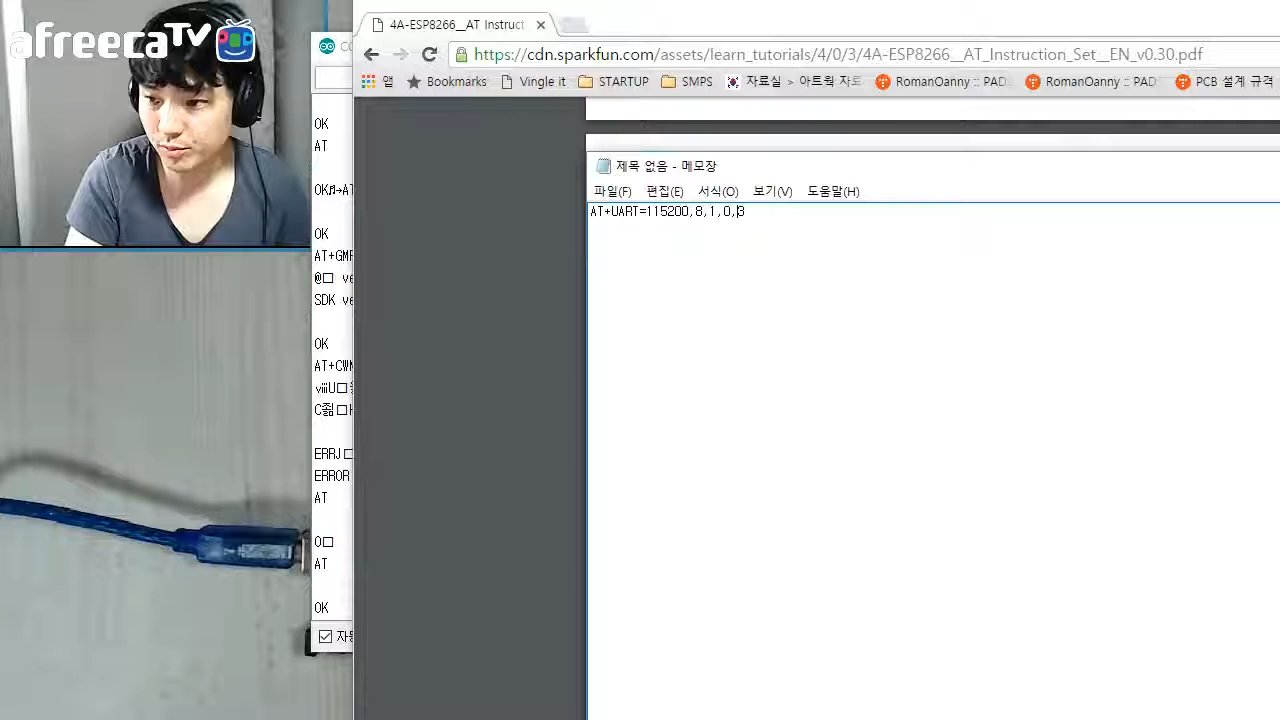 afreecaTV
4A-ESP8266__AT Instruct
https://cdn.sparkfun.com/assets/learn_tutorials/4/0/3/4A-ESP8266__AT_Instruction_Set__EN_v0.30.pdf
앱 Bookmarks Vingle it STARTUP SMPS 자료실 > 아트웍 자료 RomanOanny :: PAD RomanOanny :: PAD PCB 설계 규격
제목 없음 - 메모장
파일(F) 편집(E) 서식(O) 보기(V) 도움말(H)
AT+UART=115200,8,1,0,3
OK
AT
OK
OK
AT+GMR
SDK ve
OK
AT+CWM
ERROR
AT
AT
OK